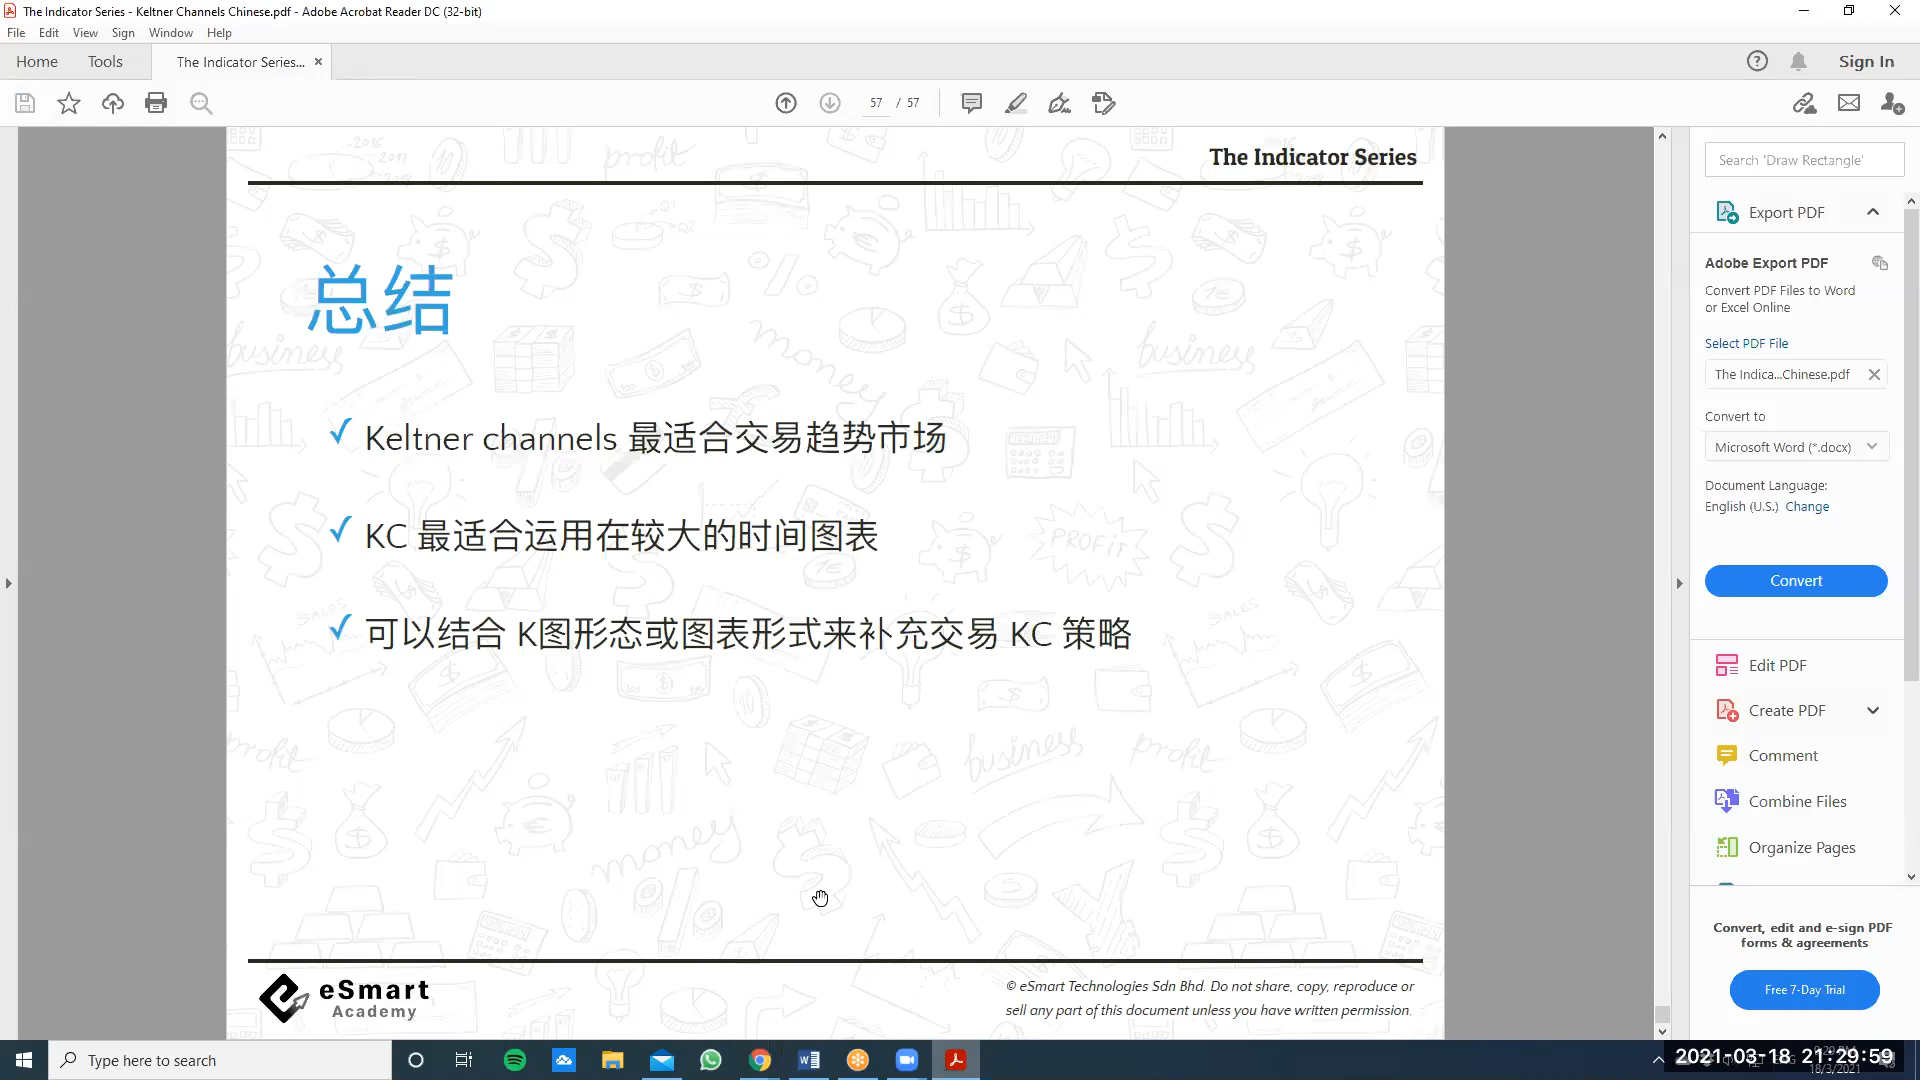 The Indicator Series - Keltner Channels Chinese.pdf - Adobe Acrobat Reader DC (32-bit)
File Edit View Sign Window Help
Home Tools The Indicator Series... × Sign In
57 / 57
The Indicator Series
总结
✓ Keltner channels 最适合交易趋势市场
✓ KC 最适合运用在较大的时间图表
✓ 可以结合 K图形态或图表形式来补充交易 KC 策略
eSmart
Academy
© eSmart Technologies Sdn Bhd. Do not share, copy, reproduce or
sell any part of this document unless you have written permission.
Search 'Draw Rectangle'
Export PDF
Adobe Export PDF
Convert PDF Files to Word
or Excel Online
Select PDF File
The Indica...Chinese.pdf
Convert to
Microsoft Word (*.docx)
Document Language:
English (U.S.) Change
Convert
Edit PDF
Create PDF
Comment
Combine Files
Organize Pages
Convert, edit and e-sign PDF
forms & agreements
Free 7-Day Trial
Type here to search
2021-03-18 21:29:59
18/3/2021